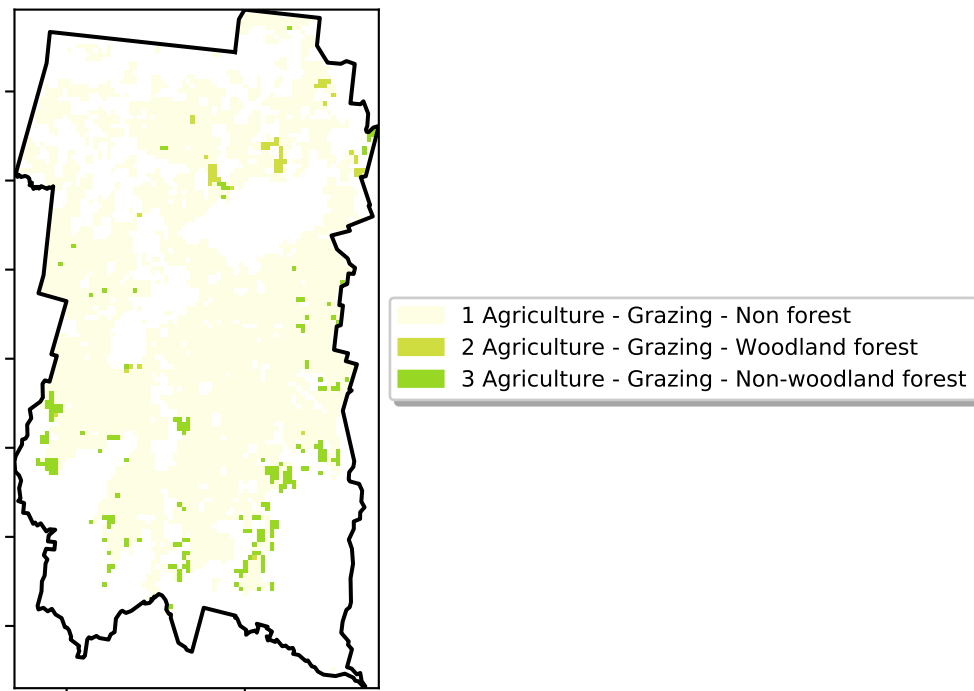 1 Agriculture - Grazing - Non forest
2 Agriculture - Grazing - Woodland forest
3 Agriculture - Grazing - Non-woodland forest